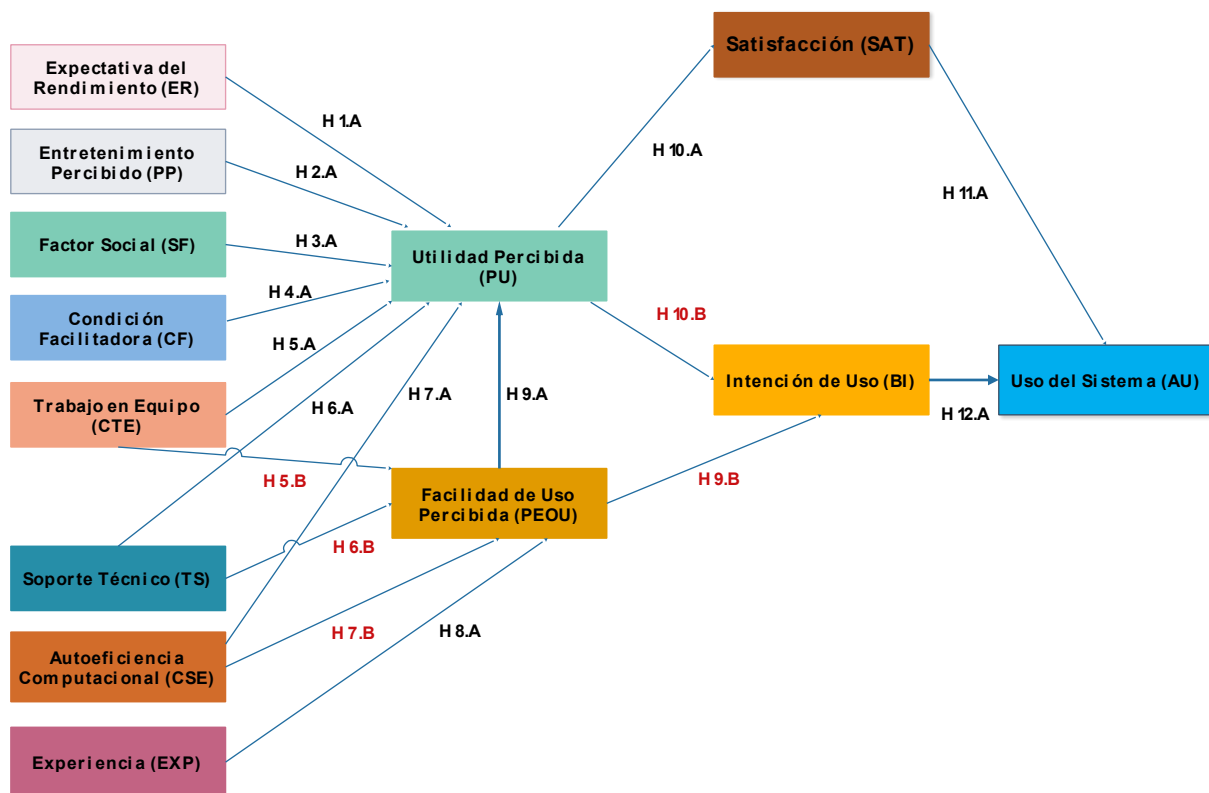 Satisfacción (SAT)
Expectativa del
Rendimiento (ER)
H 1.A
Entretenimiento
Percibido (PP)
H 2.A
H 10.A
H 11.A
Factor Social (SF)
H 3.A
Utilidad Percibida
(PU)
H 4.A
Condición
Facilitadora (CF)
H 10.B
H 5.A
Intención de Uso (BI)
Uso del Sistema (AU)
H 6.A
H 7.A
H 9.A
H 12.A
Trabajo en Equipo
(CTE)
H 5.B
H 9.B
Facilidad de Uso
Percibida (PEOU)
H 6.B
Soporte Técnico (TS)
H 7.B
H 8.A
Autoeficiencia
Computacional (CSE)
Experiencia (EXP)